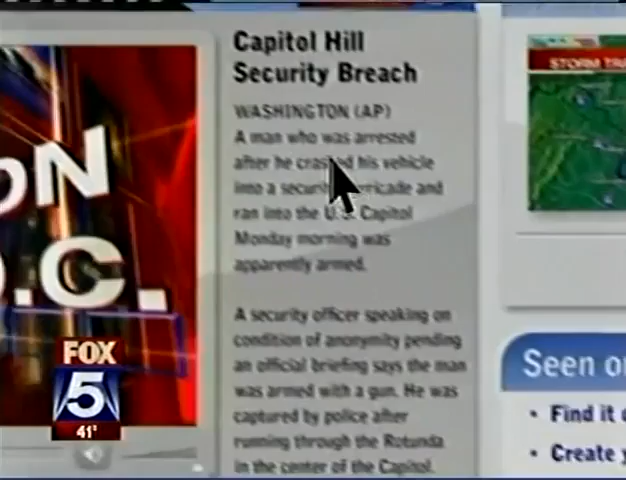 Capitol Hill
Security Breach
WASHINGTON (AP)
A man who was arrested
after he crashed his vehicle
into a security barricade and
ran into the U.S. Capitol
Monday morning was
apparently armed.
A security officer speaking on
condition of anonymity pending
an official briefing says the man
was armed with a gun. He was
captured by police after
running through the Rotunda
in the center of the Capitol.
ON
D.C.
FOX
5
41°
STORM TRA
Seen o
• Find it
• Create